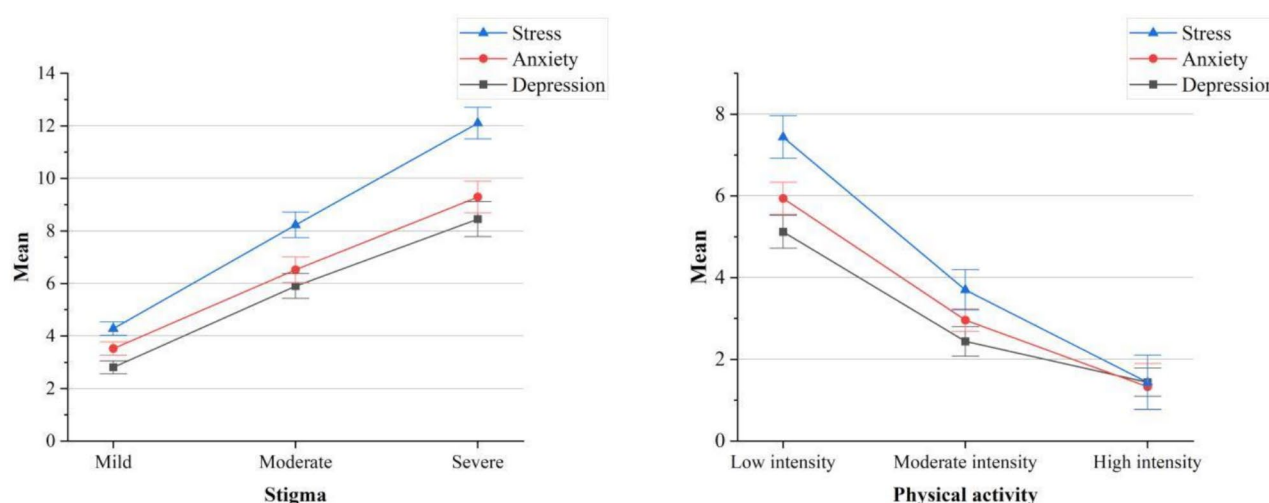 Stress
Anxiety
Depression
14
12
10
8
6
4
2
0
Mean
Mild
Moderate
Severe
Stigma
Stress
Anxiety
Depression
8
6
4
2
0
Mean
Low intensity
Moderate intensity
High intensity
Physical activity